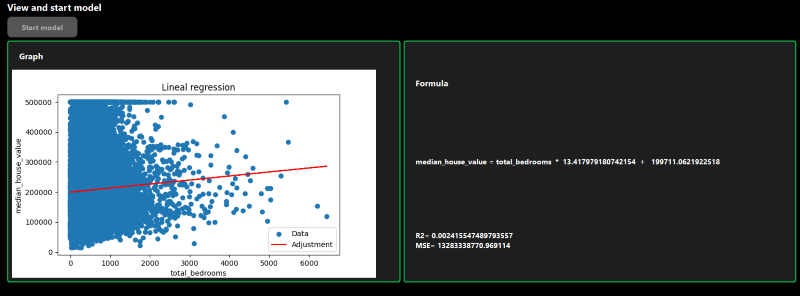 View and start model
Start model
Graph
Lineal regression
500000
400000
300000
200000
100000
0
median_house_value
0 1000 2000 3000 4000 5000 6000
total_bedrooms
Data
Adjustment
Formula
median_house_value = total_bedrooms * 13.417979180742154 + 199711.0621922518
R2= 0.002415547489793557
MSE= 13283338770.969114